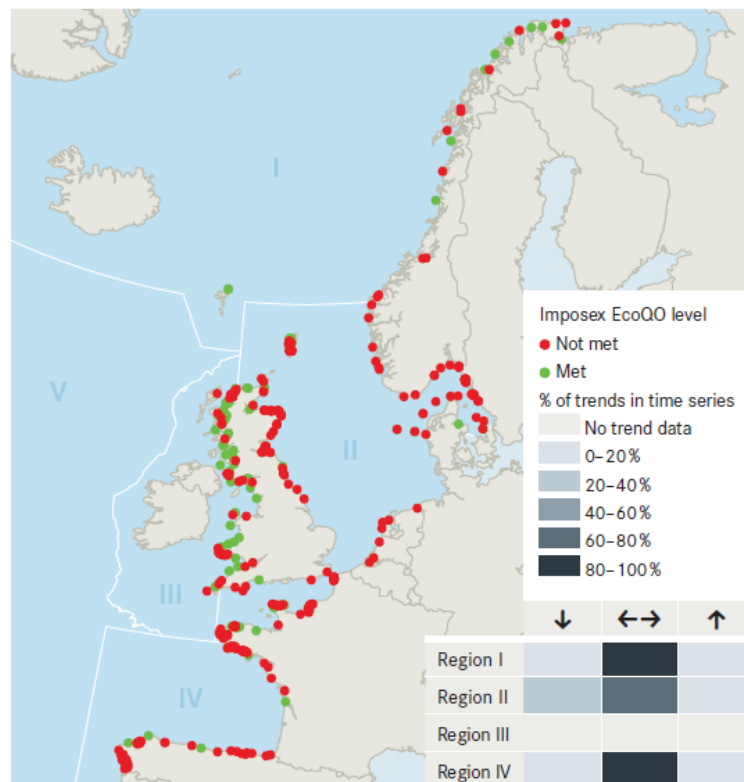 I
V
II
III
IV
Imposex EcoQO level
Not met
Met
% of trends in time series
No trend data
0–20%
20–40%
40–60%
60–80%
80–100%
↓ ←→ ↑
Region I
Region II
Region III
Region IV